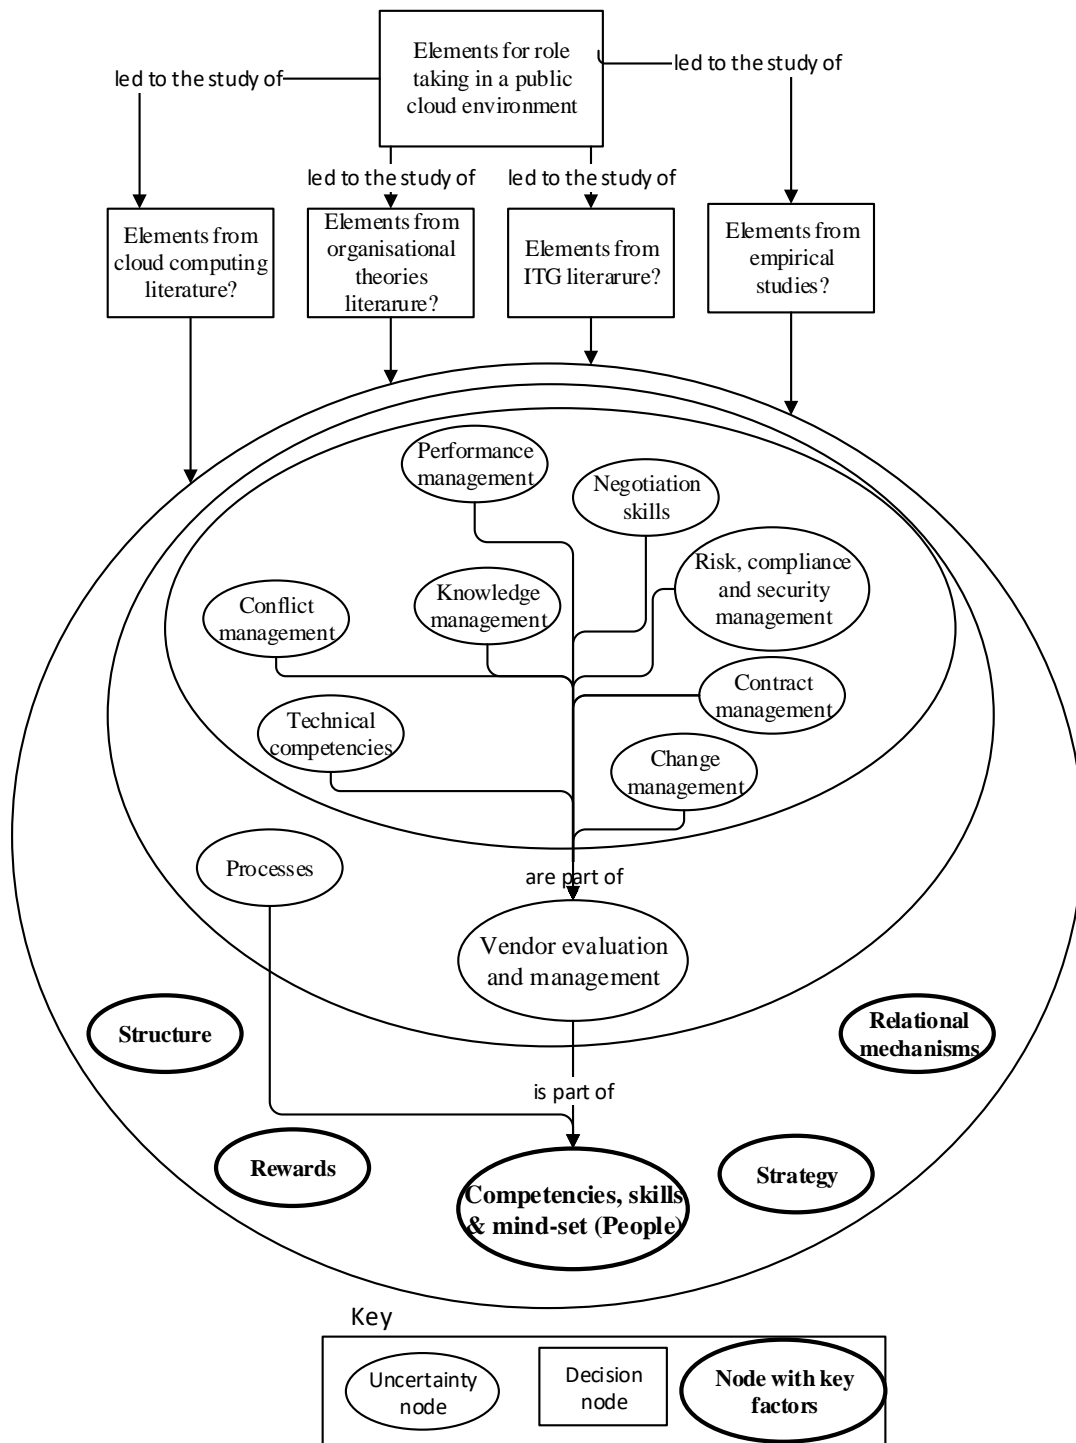 Elements for role
taking in a public
cloud environment
led to the study of
led to the study of
led to the study of
led to the study of
Elements from
cloud computing
literature?
Elements from
organisational
theories
literarure?
Elements from
ITG literarure?
Elements from
empirical
studies?
Performance
management
Negotiation
skills
Risk, compliance
and security
management
Knowledge
management
Conflict
management
Contract
management
Technical
competencies
Change
management
Processes
are part of
Vendor evaluation
and management
Structure
Relational
mechanisms
is part of
Rewards
Competencies, skills
& mind-set (People)
Strategy
Key
Uncertainty
node
Decision
node
Node with key
factors